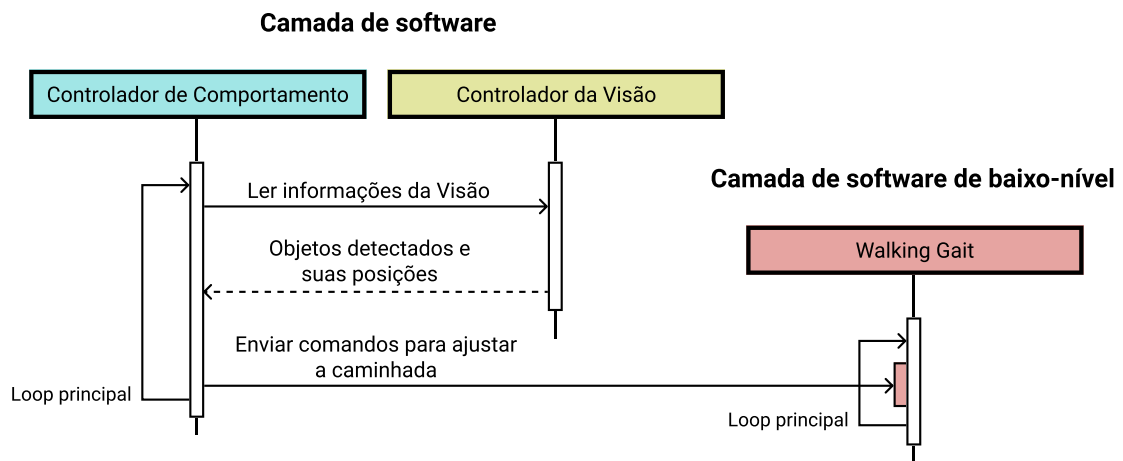 Camada de software
Controlador de Comportamento
Controlador da Visão
Ler informações da Visão
Objetos detectados e
suas posições
Enviar comandos para ajustar
a caminhada
Loop principal
Camada de software de baixo-nível
Walking Gait
Loop principal